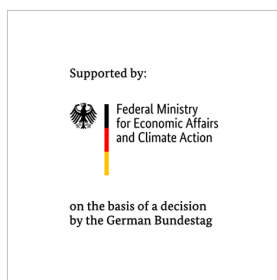 Supported by:
Federal Ministry
for Economic Affairs
and Climate Action
on the basis of a decision
by the German Bundestag